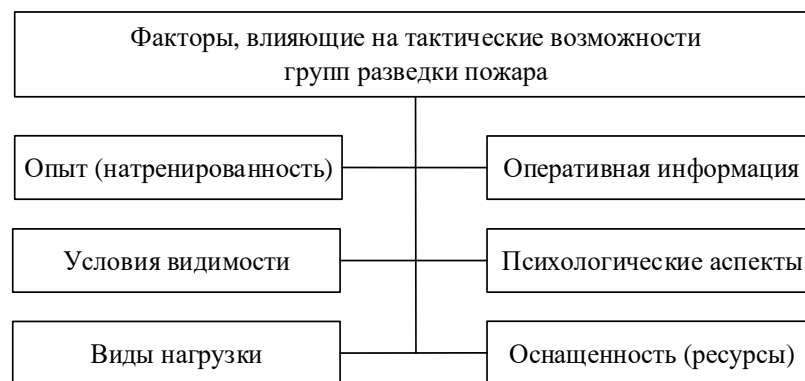 Факторы, влияющие на тактические возможности
групп разведки пожара
Опыт (натренированность)
Оперативная информация
Условия видимости
Психологические аспекты
Виды нагрузки
Оснащенность (ресурсы)